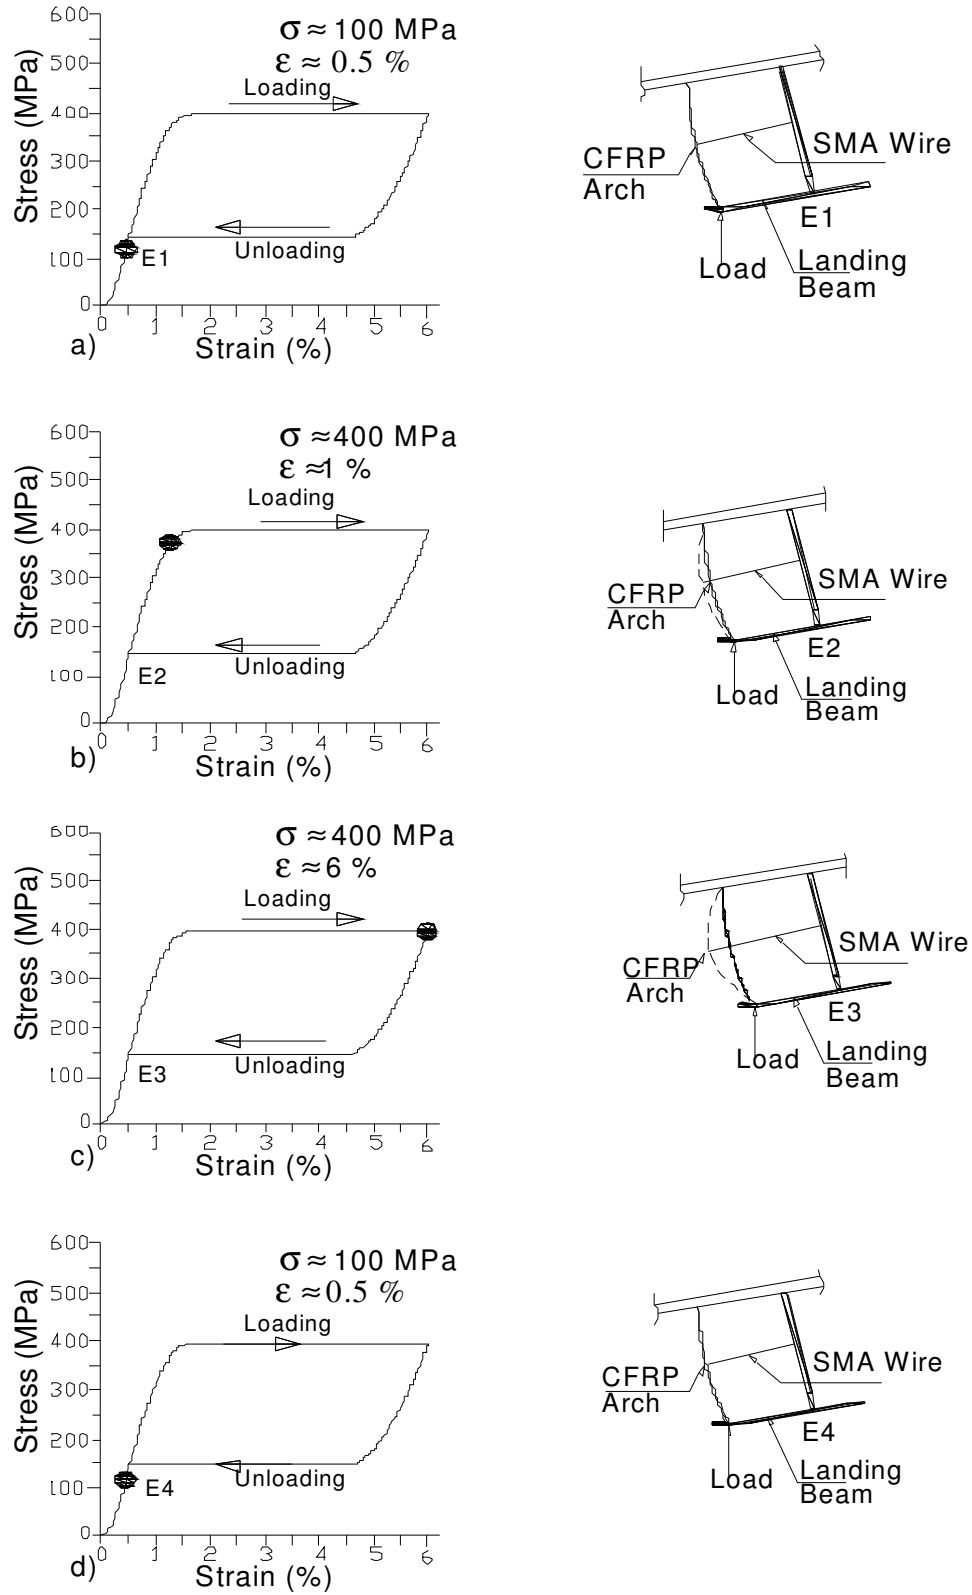 600
500
400
300
200
100
0
Stress (MPa)
σ ≈ 100 MPa
ε ≈ 0.5 %
Loading
Unloading
E1
0 1 2 3 4 5 6
a)
Strain (%)
CFRP
Arch
SMA Wire
E1
Load
Landing
Beam
600
500
400
300
200
100
0
Stress (MPa)
σ ≈400 MPa
ε ≈1 %
Loading
Unloading
E2
0 1 2 3 4 5 6
b)
Strain (%)
CFRP
Arch
SMA Wire
E2
Load
Landing
Beam
600
500
400
300
200
100
0
Stress (MPa)
σ ≈400 MPa
ε ≈6 %
Loading
Unloading
E3
0 1 2 3 4 5 6
c)
Strain (%)
CFRP
Arch
SMA Wire
E3
Load
Landing
Beam
600
500
400
300
200
100
0
Stress (MPa)
σ ≈ 100 MPa
ε ≈0.5 %
Loading
Unloading
E4
0 1 2 3 4 5 6
d)
Strain (%)
CFRP
Arch
SMA Wire
E4
Load
Landing
Beam